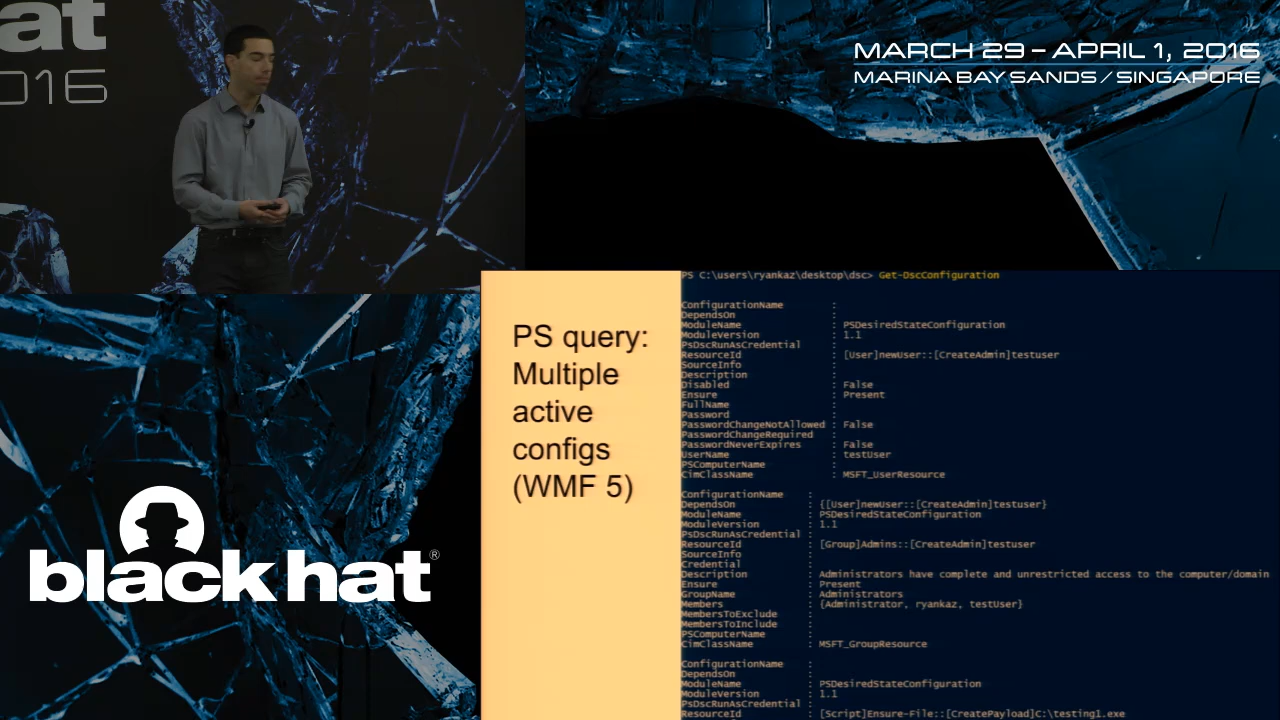 at
016
MARCH 29 – APRIL 1, 2016
MARINA BAY SANDS / SINGAPORE
black hat®
PS query:
Multiple
active
configs
(WMF 5)
PS C:\users\ryankaz\desktop\dsc> Get-DscConfiguration
ConfigurationName :
DependsOn :
ModuleName : PSDesiredStateConfiguration
ModuleVersion : 1.1
PsDscRunAsCredential :
ResourceId : [User]newUser::[CreateAdmin]testuser
SourceInfo :
Description :
Disabled : False
Ensure : Present
FullName :
Password :
PasswordChangeNotAllowed : False
PasswordChangeRequired :
PasswordNeverExpires : False
UserName : testUser
PSComputerName :
CimClassName : MSFT_UserResource
ConfigurationName :
DependsOn : {[User]newUser::[CreateAdmin]testuser}
ModuleName : PSDesiredStateConfiguration
ModuleVersion : 1.1
PsDscRunAsCredential :
ResourceId : [Group]Admins::[CreateAdmin]testuser
SourceInfo :
Credential :
Description : Administrators have complete and unrestricted access to the computer/domain
Ensure : Present
GroupName : Administrators
Members : {Administrator, ryankaz, testUser}
MembersToExclude :
MembersToInclude :
PSComputerName :
CimClassName : MSFT_GroupResource
ConfigurationName :
DependsOn :
ModuleName : PSDesiredStateConfiguration
ModuleVersion : 1.1
PsDscRunAsCredential :
ResourceId : [Script]Ensure-File::[CreatePayload]C:\testing1.exe